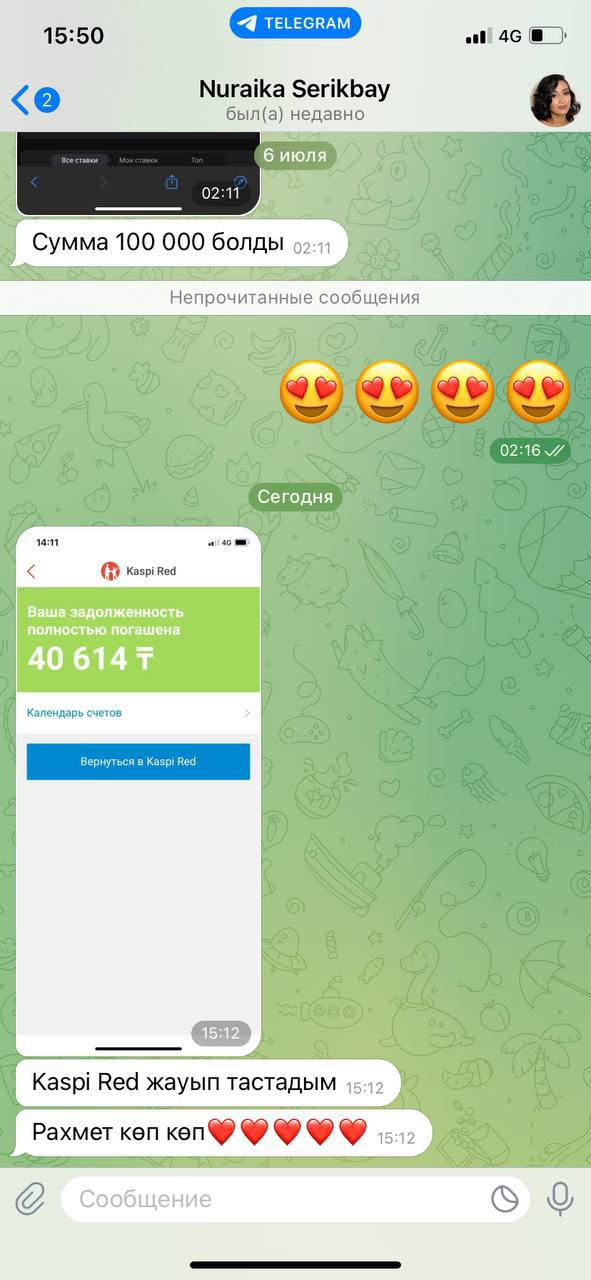 15:50
TELEGRAM
4G
2
Nuraika Serikbay
был(а) недавно
Все ставки Мои ставки Топ
6 июля
02:11
Сумма 100 000 болды 02:11
Непрочитанные сообщения
02:16
Сегодня
14:11 4G
Kaspi Red
Ваша задолженность
полностью погашена
40 614 ₸
Календарь счетов
Вернуться в Kaspi Red
15:12
Kaspi Red жауып тастадым 15:12
Рахмет көп көп❤️❤️❤️❤️❤️ 15:12
Сообщение